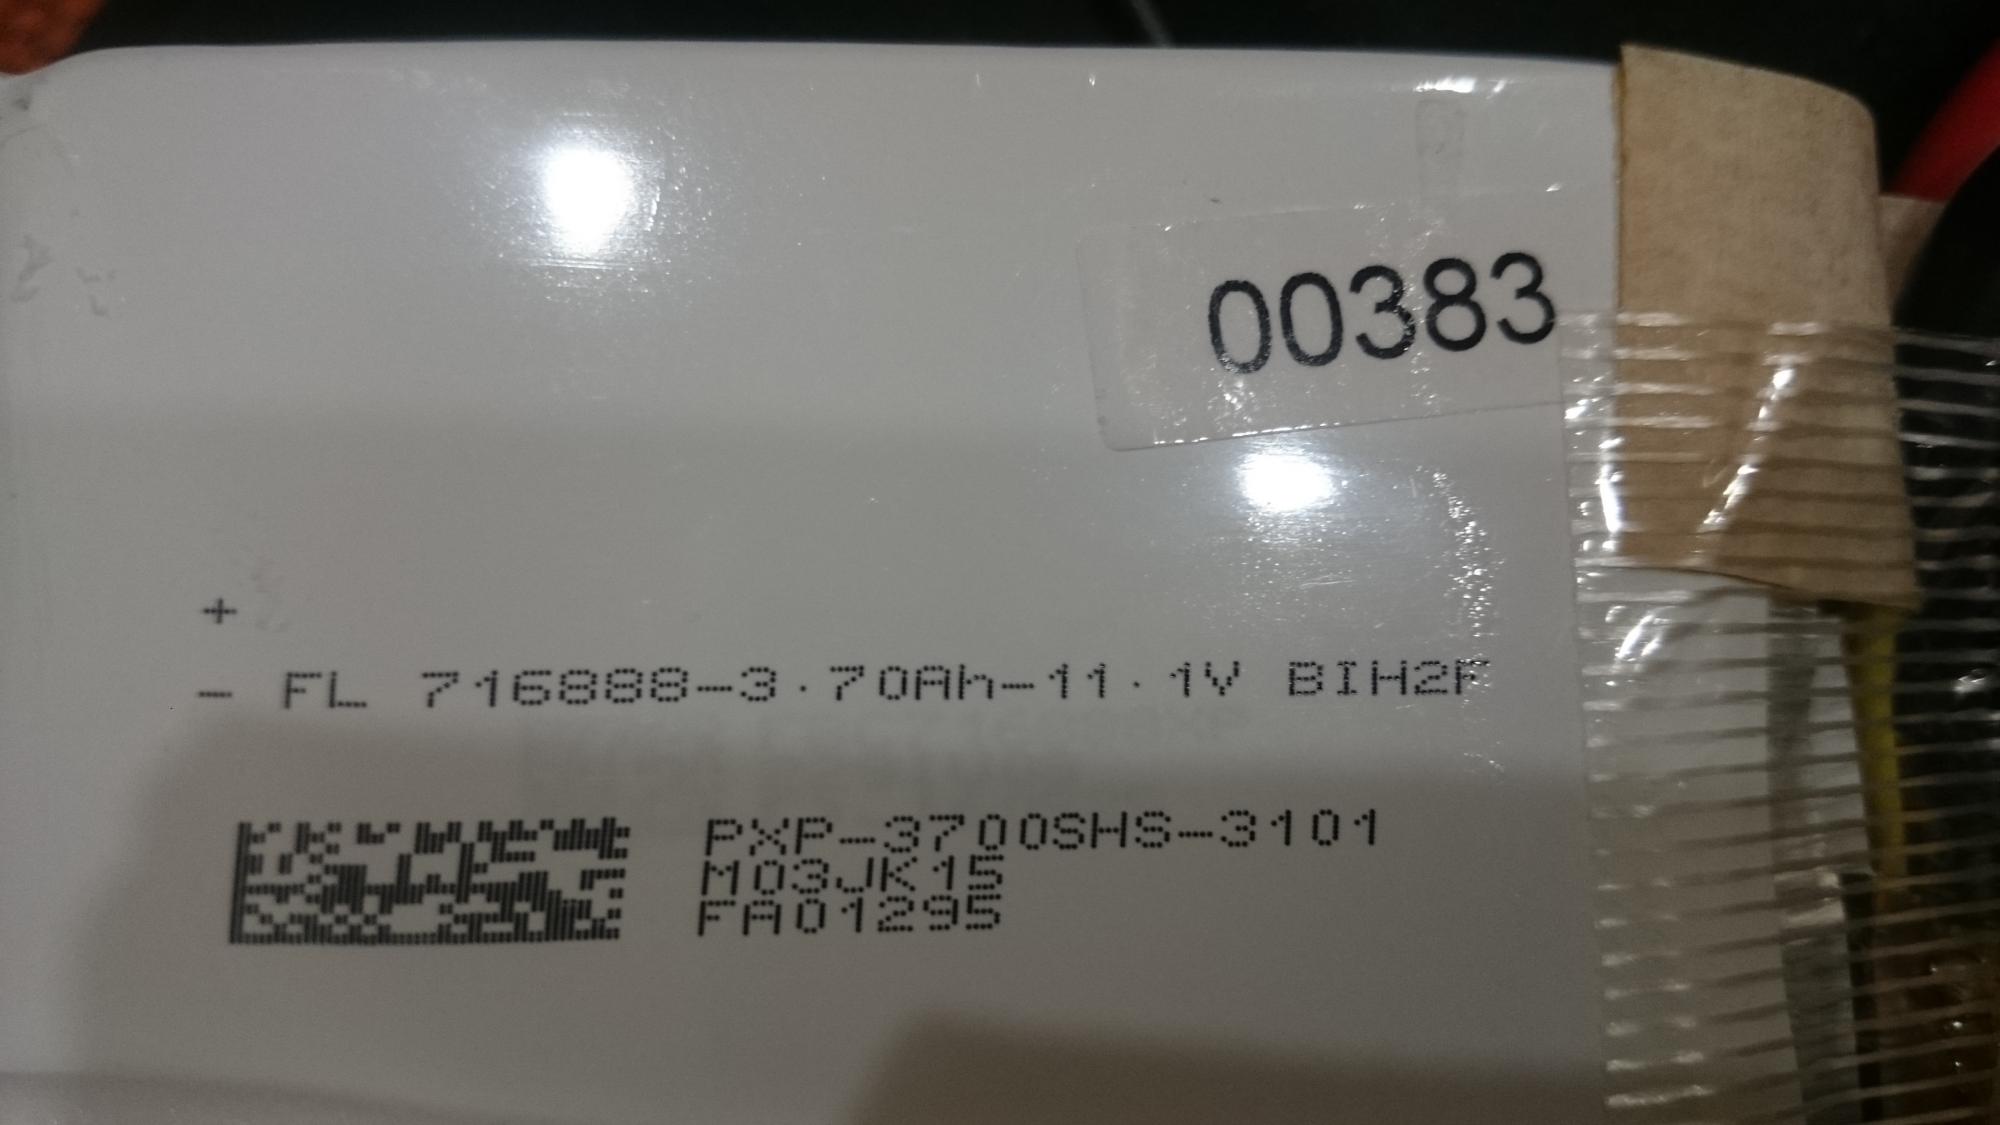 00383
+
- FL 716888-3.70Ah-11.1V BIH2F
PXP-3700SHS-3101
M03JK15
FA01295